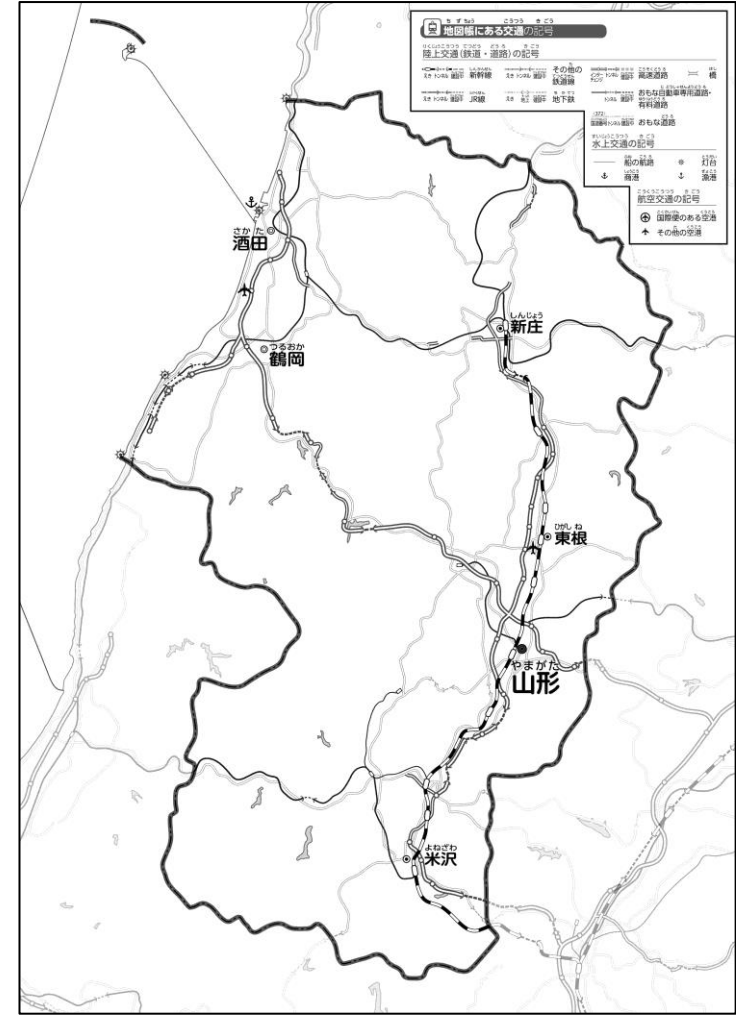 地図帳にある交通の記号
陸上交通(鉄道・道路)の記号
新幹線
その他の
鉄道線
高速道路
橋
JR線
地下鉄
おもな自動車専用道路・
有料道路
おもな道路
水上交通の記号
船の航路
灯台
商港
漁港
航空交通の記号
国際便のある空港
その他の空港
さかた
酒田
しんじょう
新庄
つるおか
鶴岡
ひがしね
東根
やまがた
山形
よねざわ
米沢